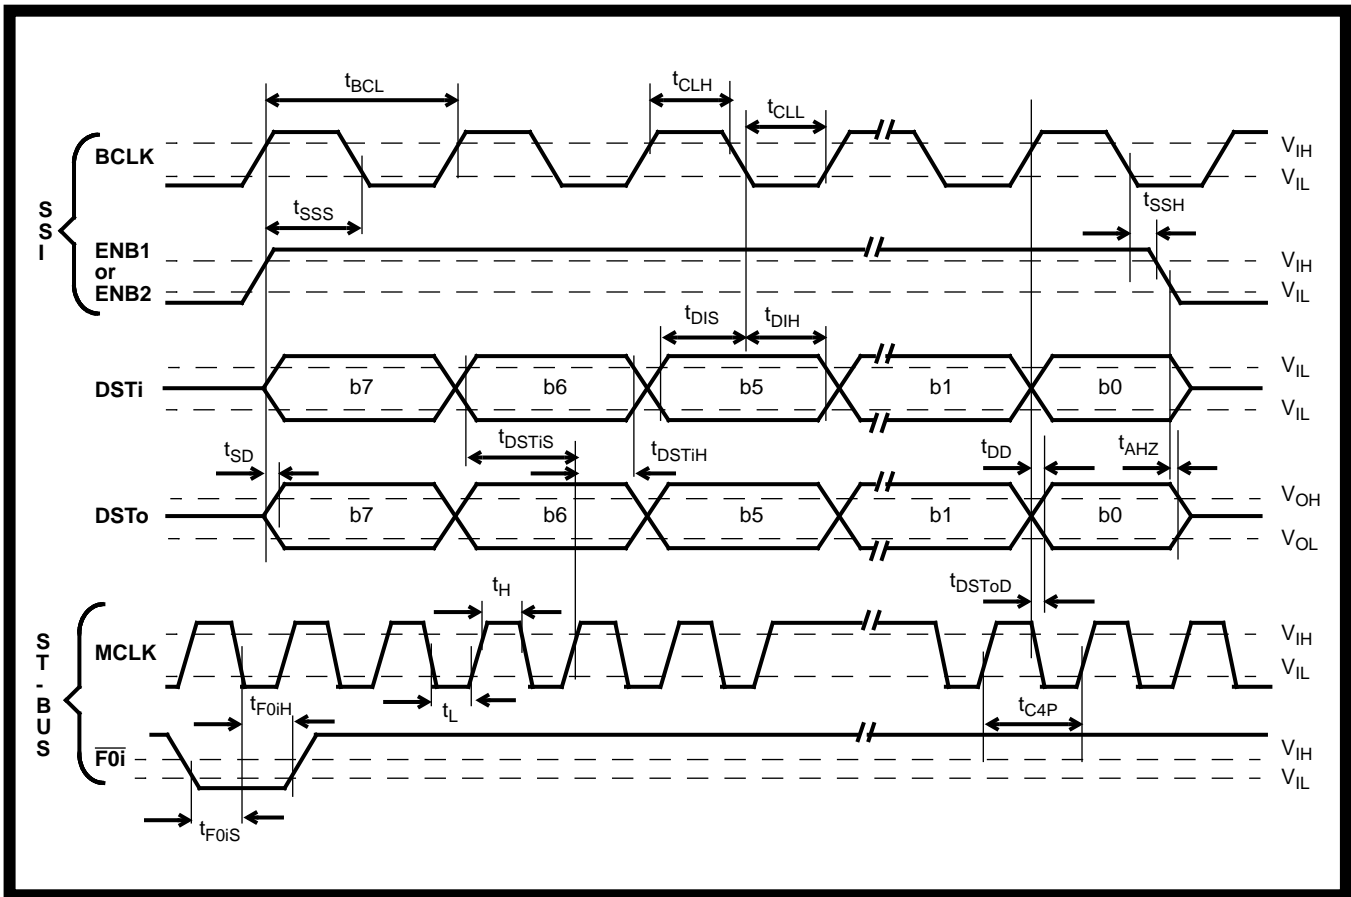 tBCL
tCLH
tCLL
BCLK
VIH
VIL
tSSS
tSSH
SSI
ENB1
or
ENB2
VIH
VIL
tDIS
tDIH
DSTi
b7
b6
b5
b1
b0
VIL
VIL
tSD
tDSTiS
tDSTiH
tDD
tAHZ
DSTo
b7
b6
b5
b1
b0
VOH
VOL
tH
tDSToD
ST-BUS
MCLK
VIH
VIL
tF0iH
tL
tC4P
F0i
VIH
VIL
tF0iS